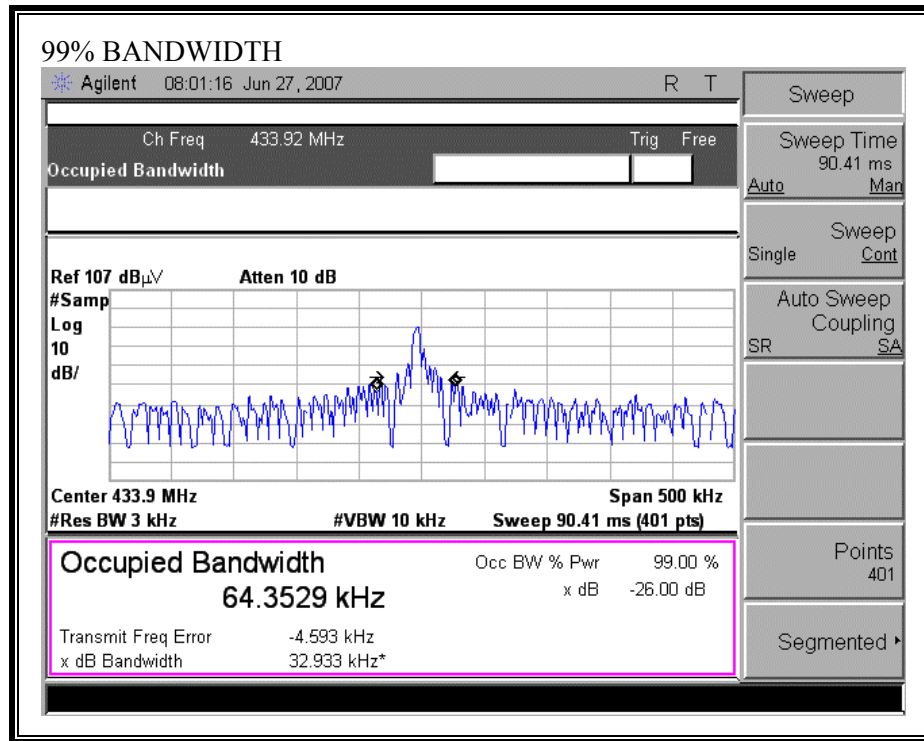 99% BANDWIDTH
Agilent 08:01:16 Jun 27, 2007 R T
Ch Freq 433.92 MHz Trig Free
Occupied Bandwidth
Ref 107 dBµV Atten 10 dB
#Samp
Log
10
dB/
Center 433.9 MHz Span 500 kHz
#Res BW 3 kHz #VBW 10 kHz Sweep 90.41 ms (401 pts)
Occupied Bandwidth Occ BW % Pwr 99.00 %
64.3529 kHz x dB -26.00 dB
Transmit Freq Error -4.593 kHz
x dB Bandwidth 32.933 kHz*
Sweep
Sweep Time
90.41 ms
Auto Man
Sweep
Single Cont
Auto Sweep
Coupling
SR SA
Points
401
Segmented